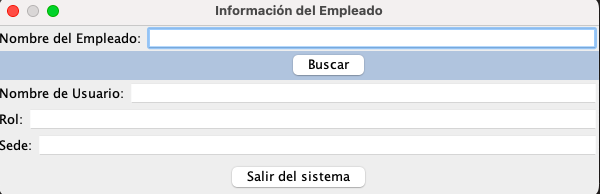 Información del Empleado
Nombre del Empleado:
Buscar
Nombre de Usuario:
Rol:
Sede:
Salir del sistema